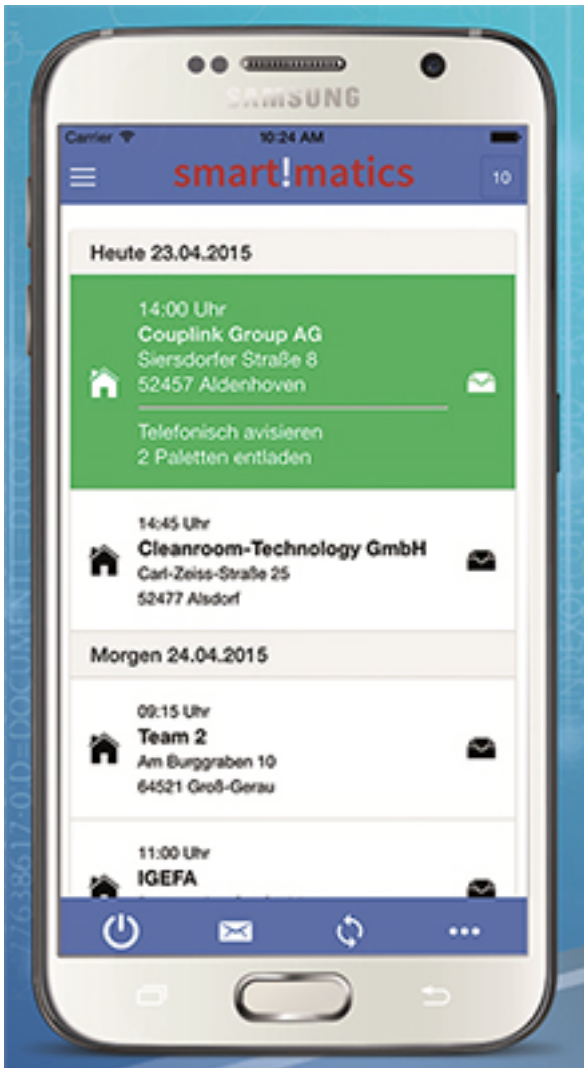 SAMSUNG
Carrier 10:24 AM
smart!matics 10
Heute 23.04.2015
14:00 Uhr
Couplink Group AG
Siersdorfer Straße 8
52457 Aldenhoven
Telefonisch avisieren
2 Paletten entladen
14:45 Uhr
Cleanroom-Technology GmbH
Carl-Zeiss-Straße 25
52477 Alsdorf
Morgen 24.04.2015
09:15 Uhr
Team 2
Am Burggraben 10
64521 Groß-Gerau
11:00 Uhr
IGEFA